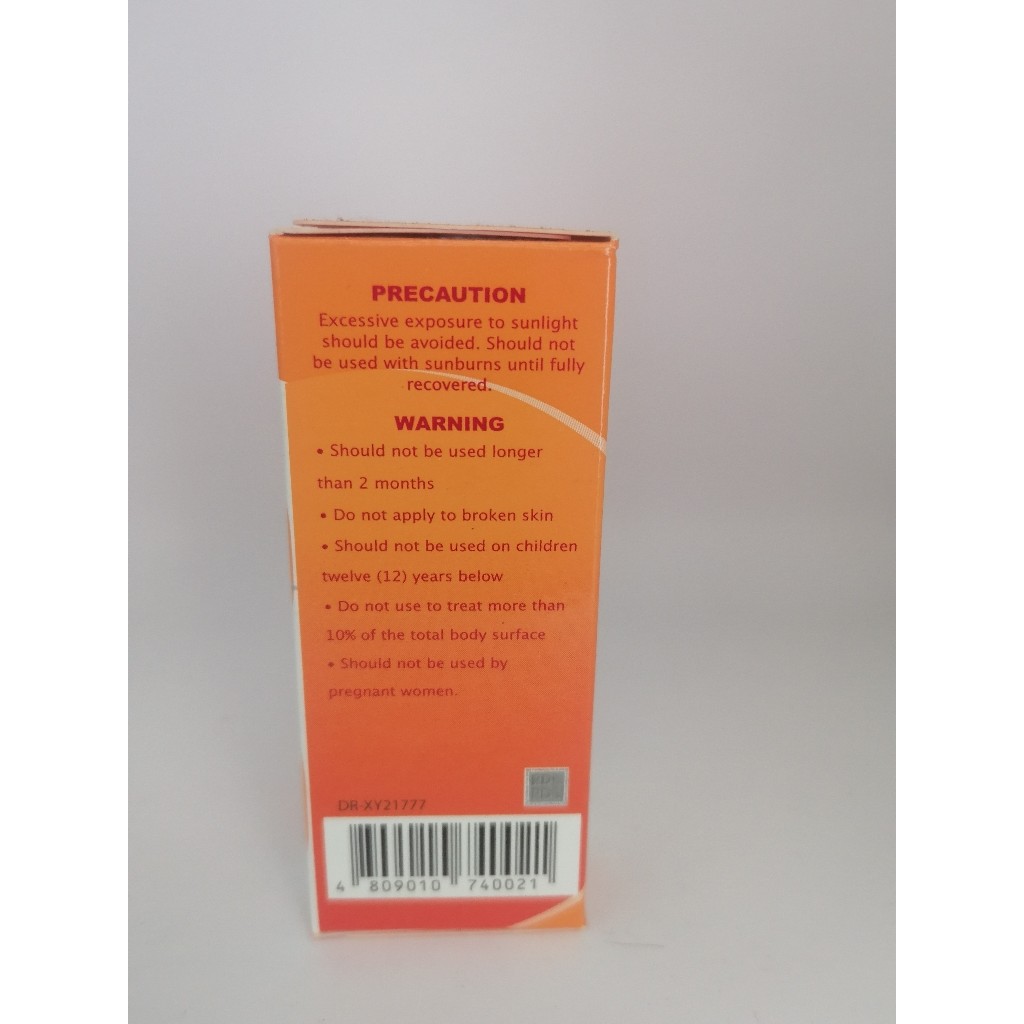 PRECAUTION
Excessive exposure to sunlight
should be avoided. Should not
be used with sunburns until fully
recovered.
WARNING
• Should not be used longer
than 2 months
• Do not apply to broken skin
• Should not be used on children
twelve (12) years below
• Do not use to treat more than
10% of the total body surface
• Should not be used by
pregnant women.
DR-XY21777
4 809010 740021